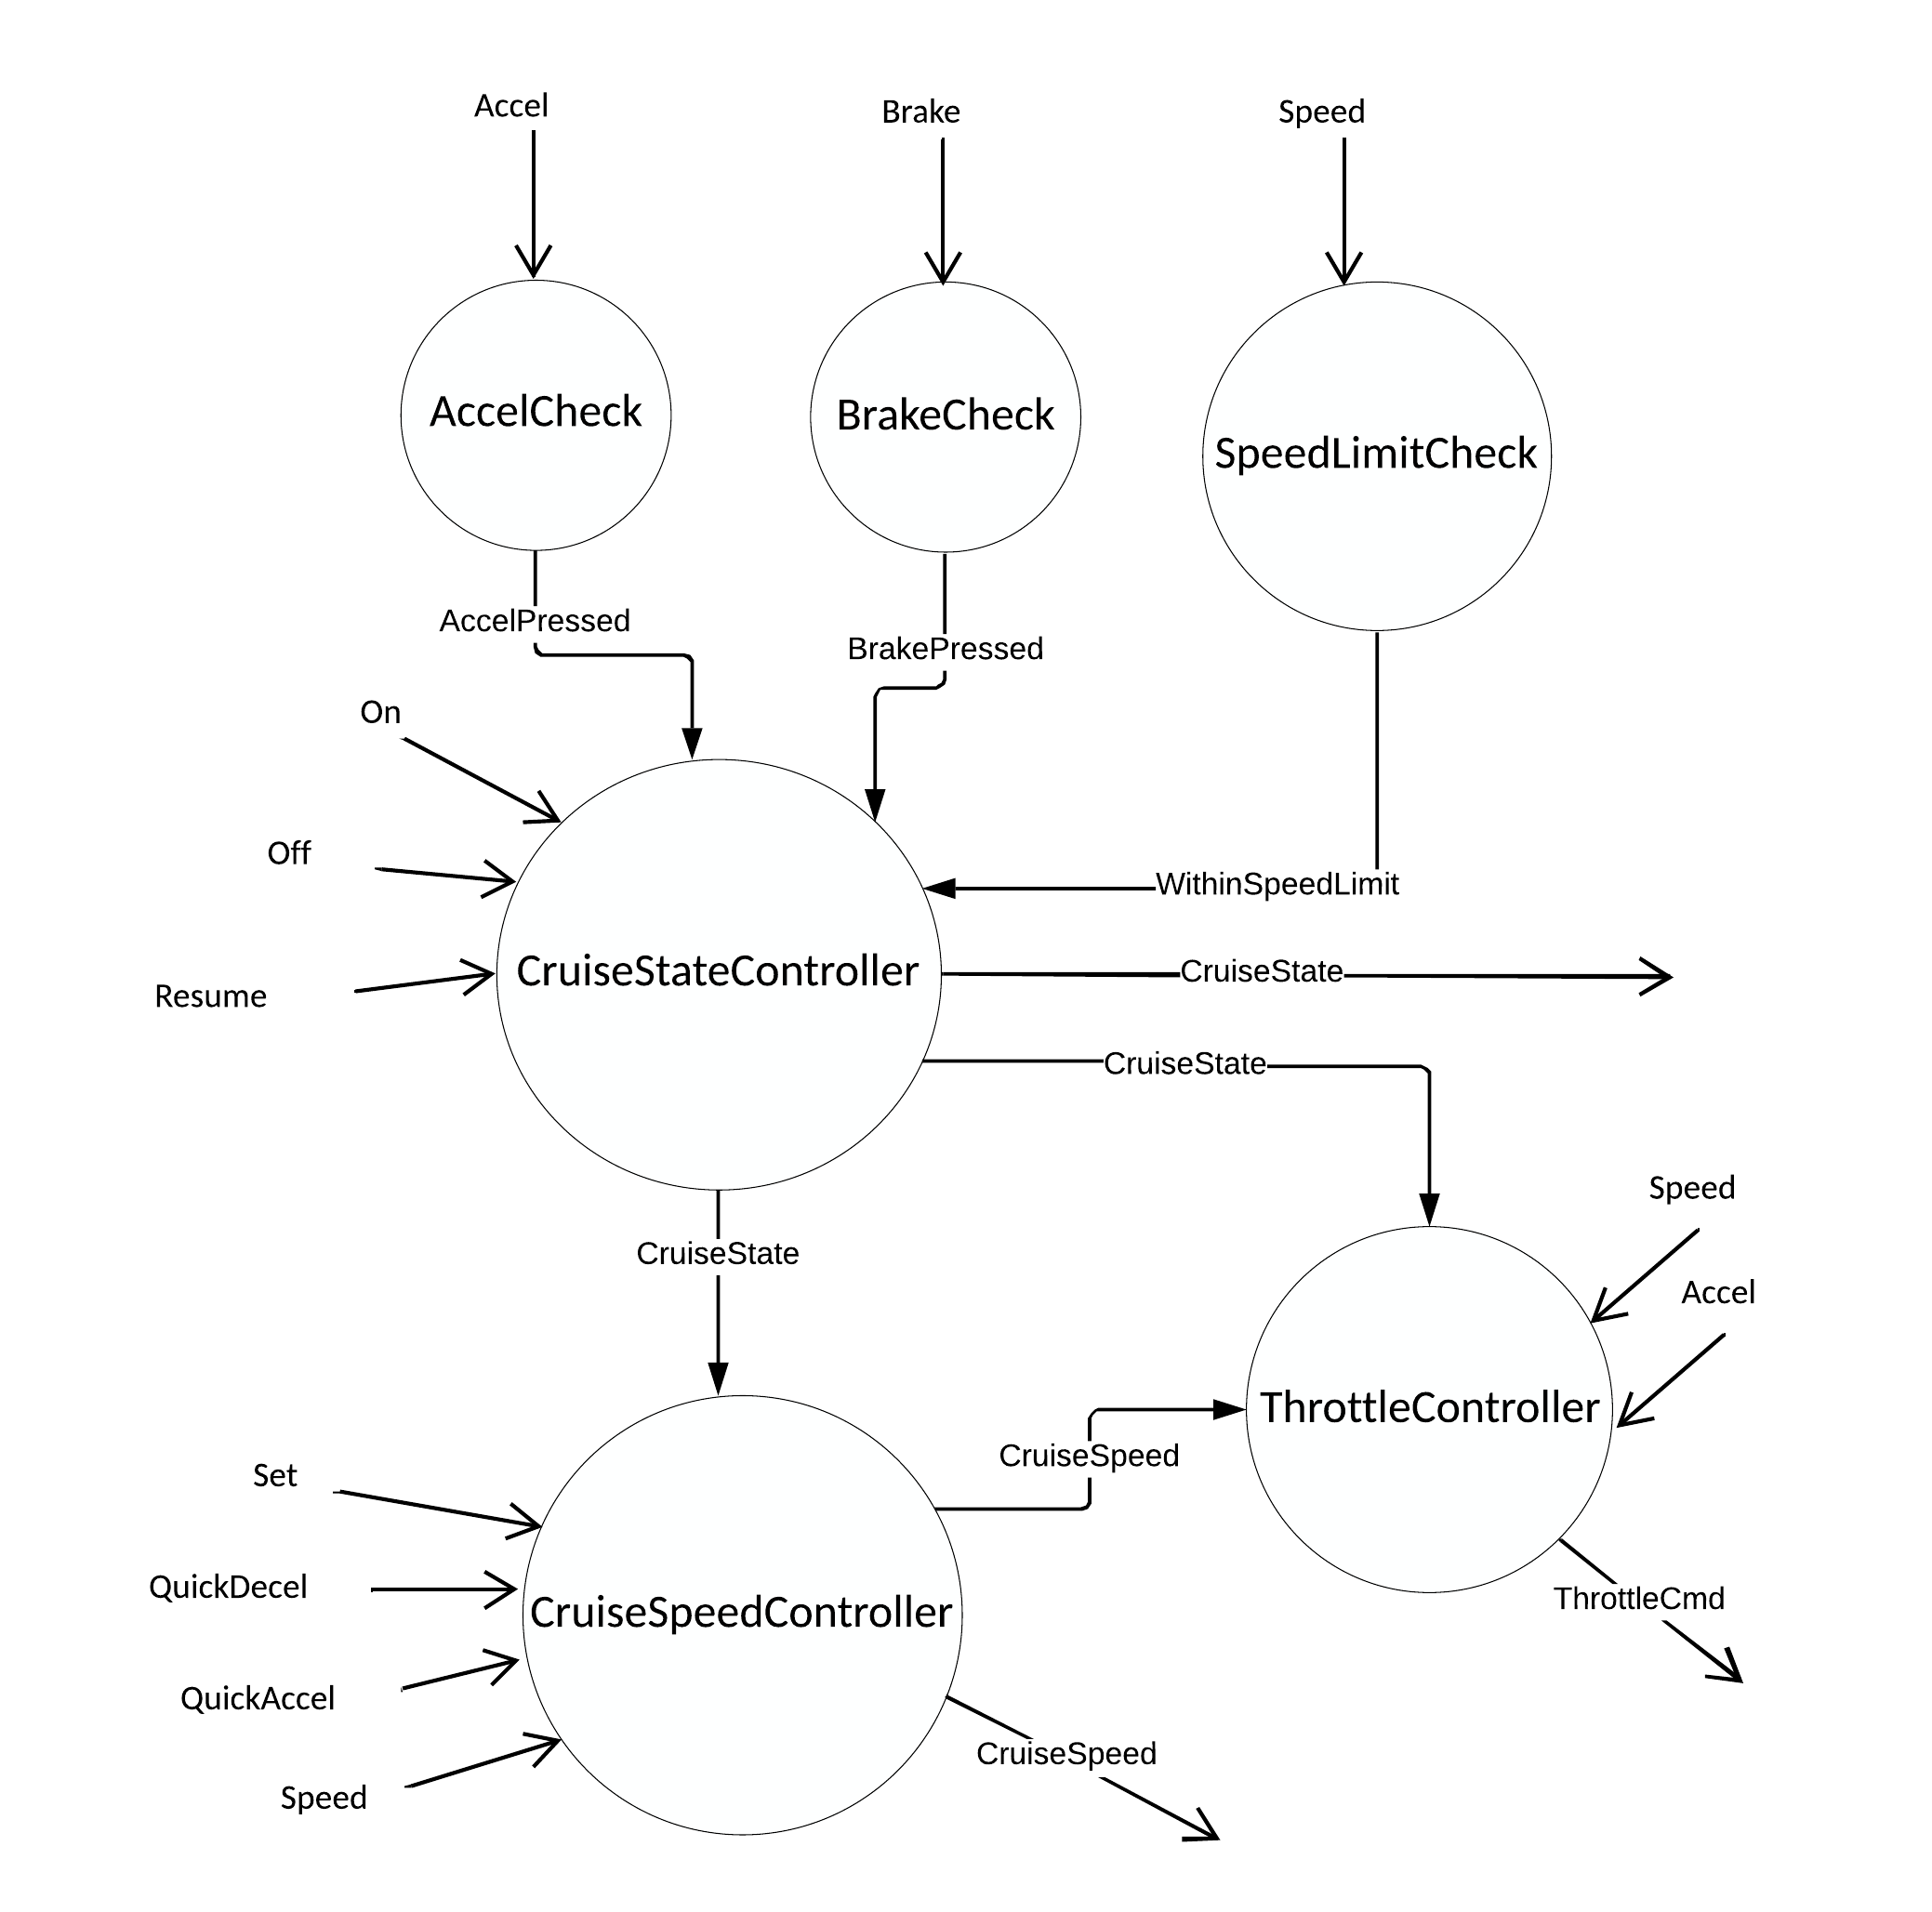 Accel
Brake
Speed
AccelCheck
BrakeCheck
SpeedLimitCheck
AccelPressed
BrakePressed
On
Off
WithinSpeedLimit
Resume
CruiseStateController
CruiseState
CruiseState
Speed
CruiseState
Accel
ThrottleController
CruiseSpeed
Set
QuickDecel
ThrottleCmd
CruiseSpeedController
QuickAccel
CruiseSpeed
Speed